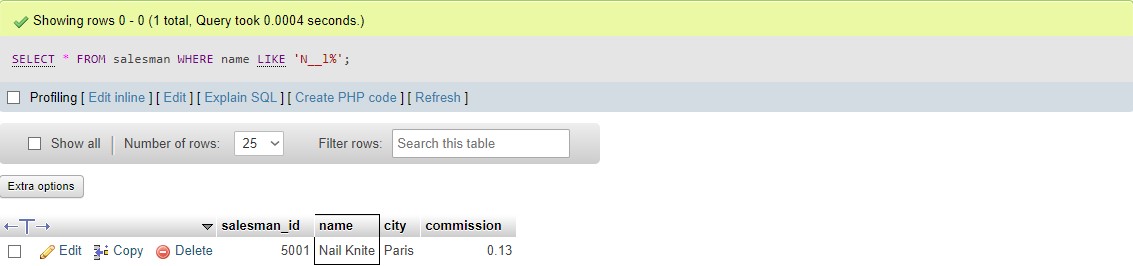 Showing rows 0 - 0 (1 total, Query took 0.0004 seconds.)
SELECT * FROM salesman WHERE name LIKE 'N__l%';
Profiling [ Edit inline ] [ Edit ] [ Explain SQL ] [ Create PHP code ] [ Refresh ]
Show all Number of rows: 25 Filter rows: Search this table
Extra options
salesman_id name city commission
Edit Copy Delete 5001 Nail Knite Paris 0.13